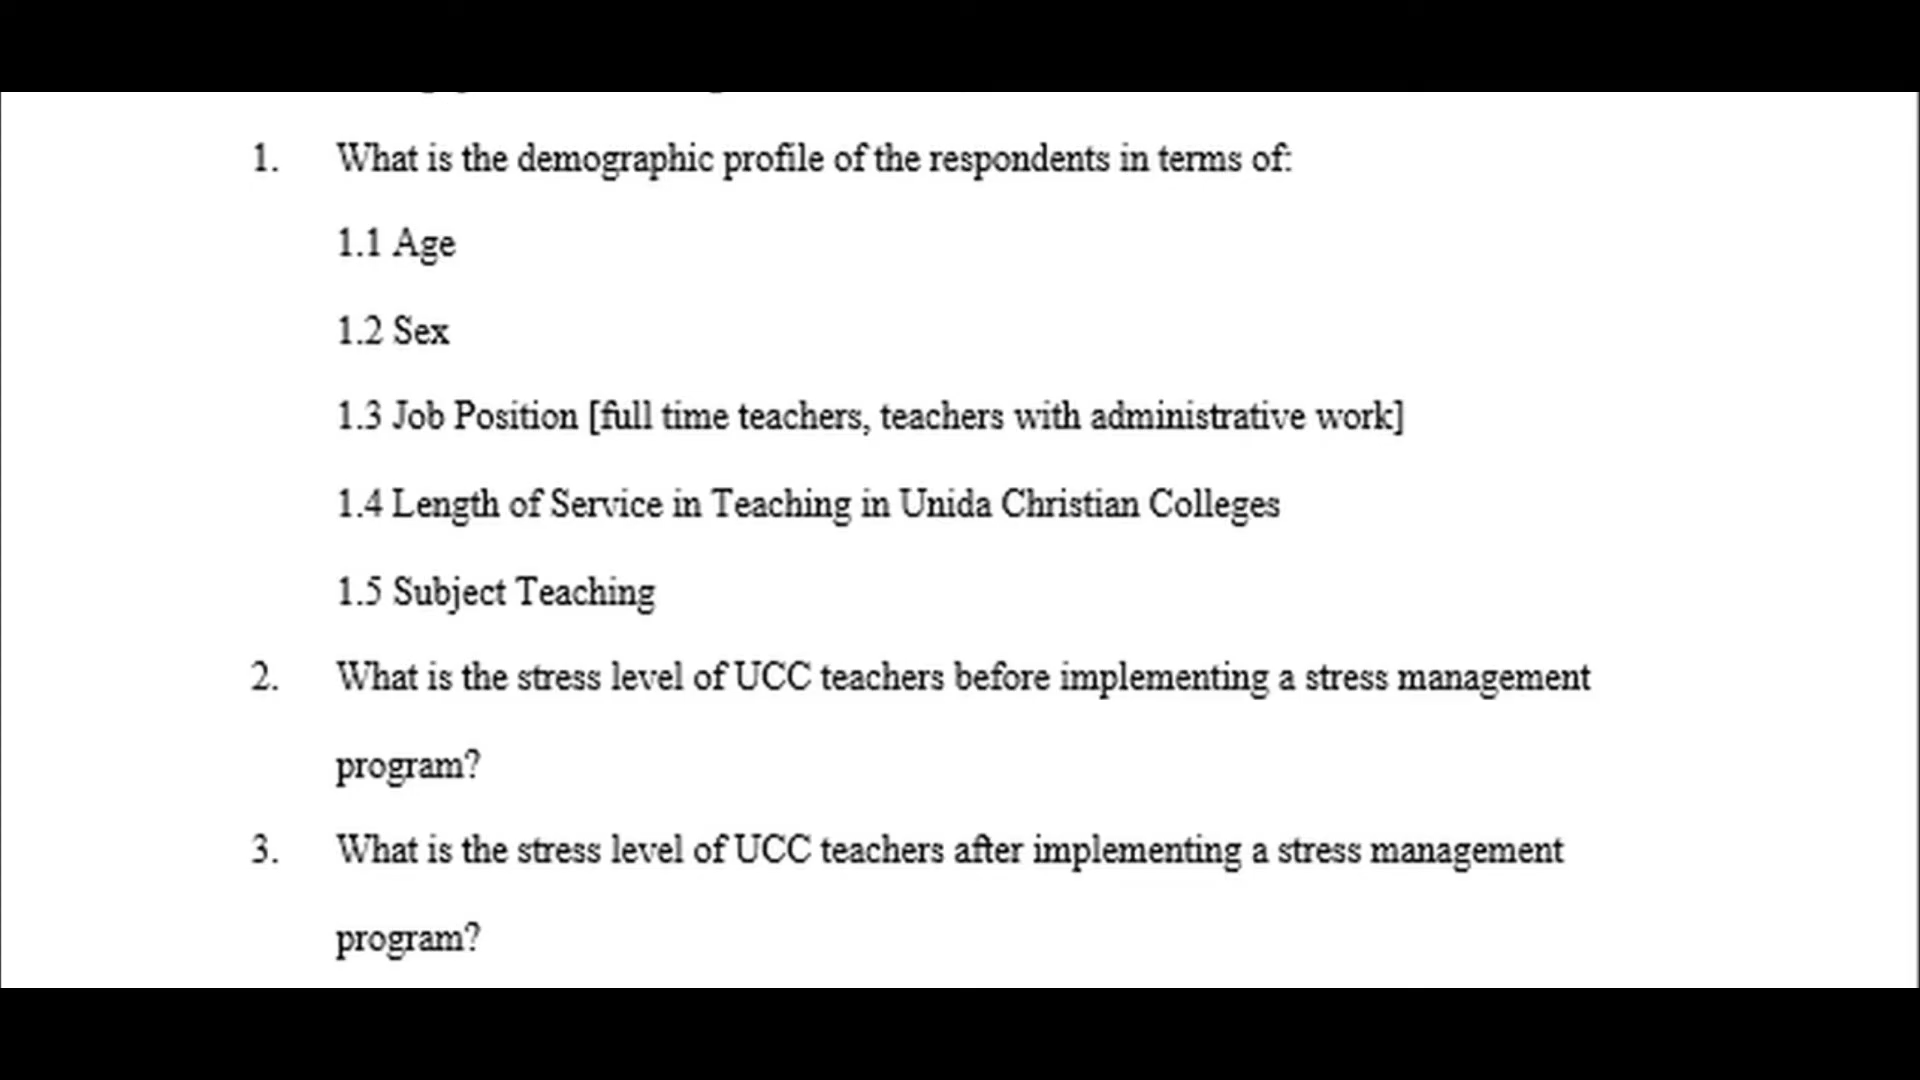 1. What is the demographic profile of the respondents in terms of:
1.1 Age
1.2 Sex
1.3 Job Position [full time teachers, teachers with administrative work]
1.4 Length of Service in Teaching in Unida Christian Colleges
1.5 Subject Teaching
2. What is the stress level of UCC teachers before implementing a stress management
program?
3. What is the stress level of UCC teachers after implementing a stress management
program?